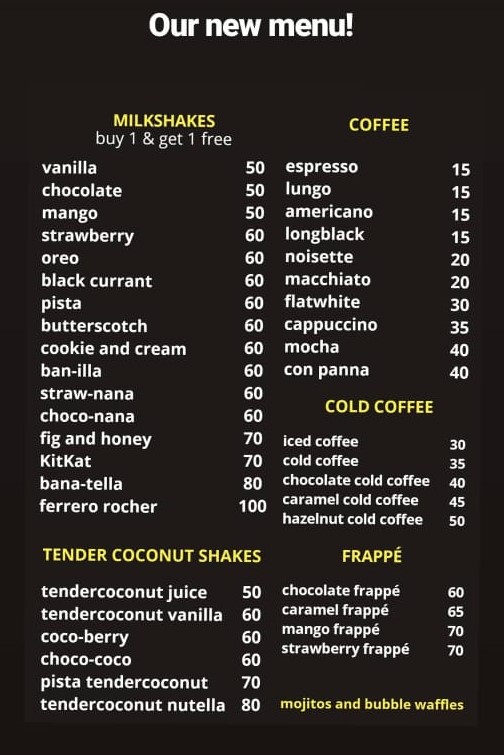 Our new menu!
MILKSHAKES
buy 1 & get 1 free
vanilla 50
chocolate 50
mango 50
strawberry 60
oreo 60
black currant 60
pista 60
butterscotch 60
cookie and cream 60
ban-illa 60
straw-nana 60
choco-nana 60
fig and honey 70
KitKat 70
bana-tella 80
ferrero rocher 100
TENDER COCONUT SHAKES
tendercoconut juice 50
tendercoconut vanilla 60
coco-berry 60
choco-coco 60
pista tendercoconut 70
tendercoconut nutella 80
COFFEE
espresso 15
lungo 15
americano 15
longblack 15
noisette 20
macchiato 20
flatwhite 30
cappuccino 35
mocha 40
con panna 40
COLD COFFEE
iced coffee 30
cold coffee 35
chocolate cold coffee 40
caramel cold coffee 45
hazelnut cold coffee 50
FRAPPÉ
chocolate frappé 60
caramel frappé 65
mango frappé 70
strawberry frappé 70
mojitos and bubble waffles